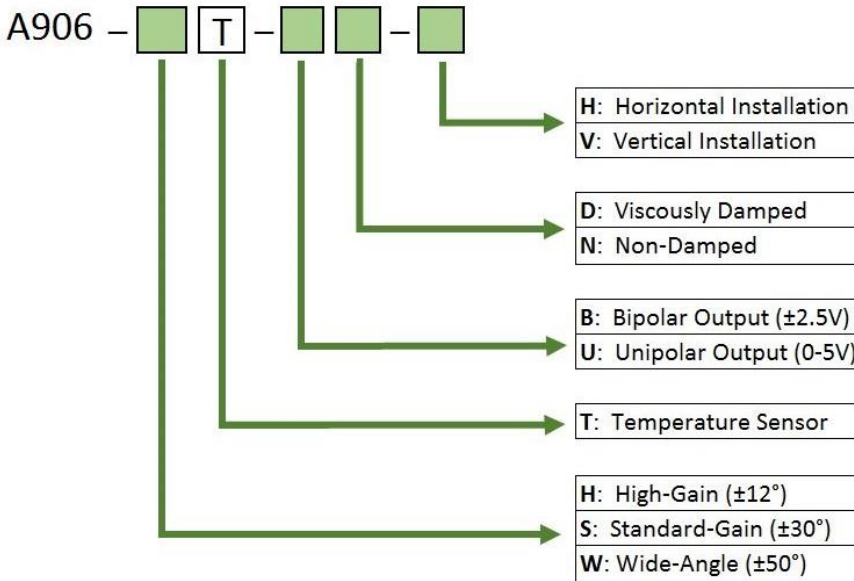 A906 – T – –
H: Horizontal Installation
V: Vertical Installation
D: Viscously Damped
N: Non-Damped
B: Bipolar Output (±2.5V)
U: Unipolar Output (0-5V)
T: Temperature Sensor
H: High-Gain (±12°)
S: Standard-Gain (±30°)
W: Wide-Angle (±50°)